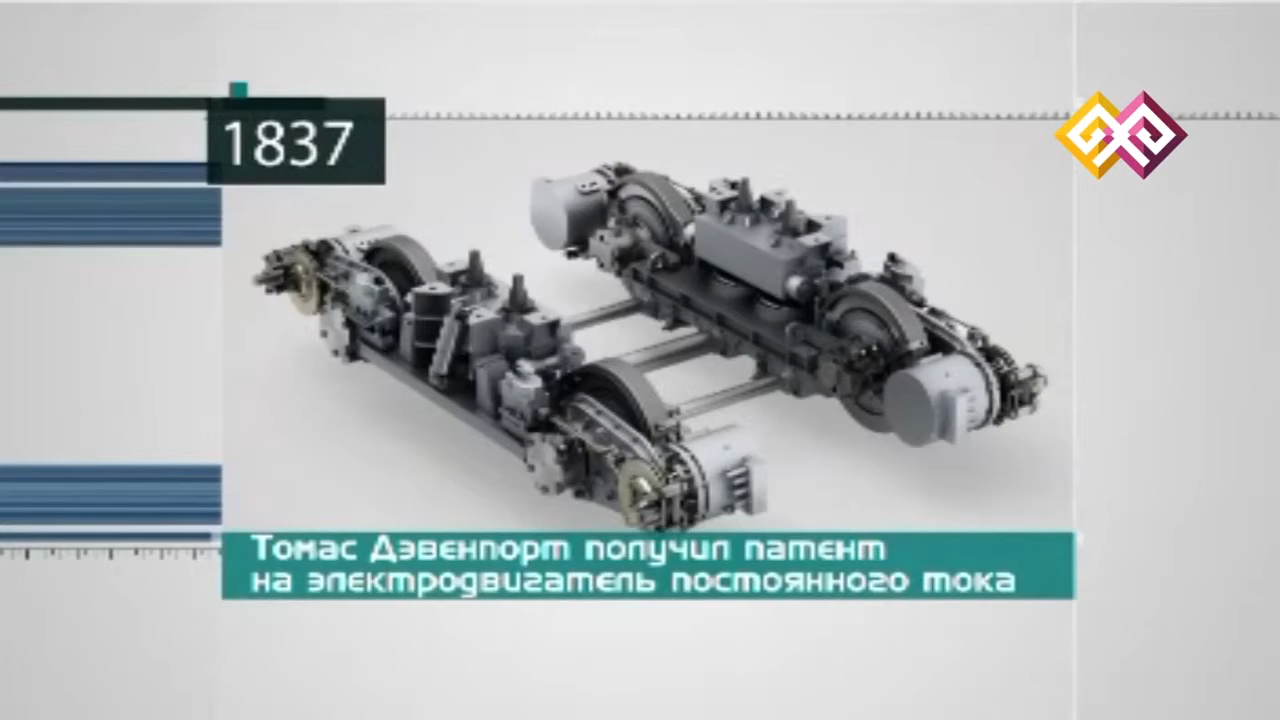 1837
Томас Дэвенпорт получил патент
на электродвигатель постоянного тока